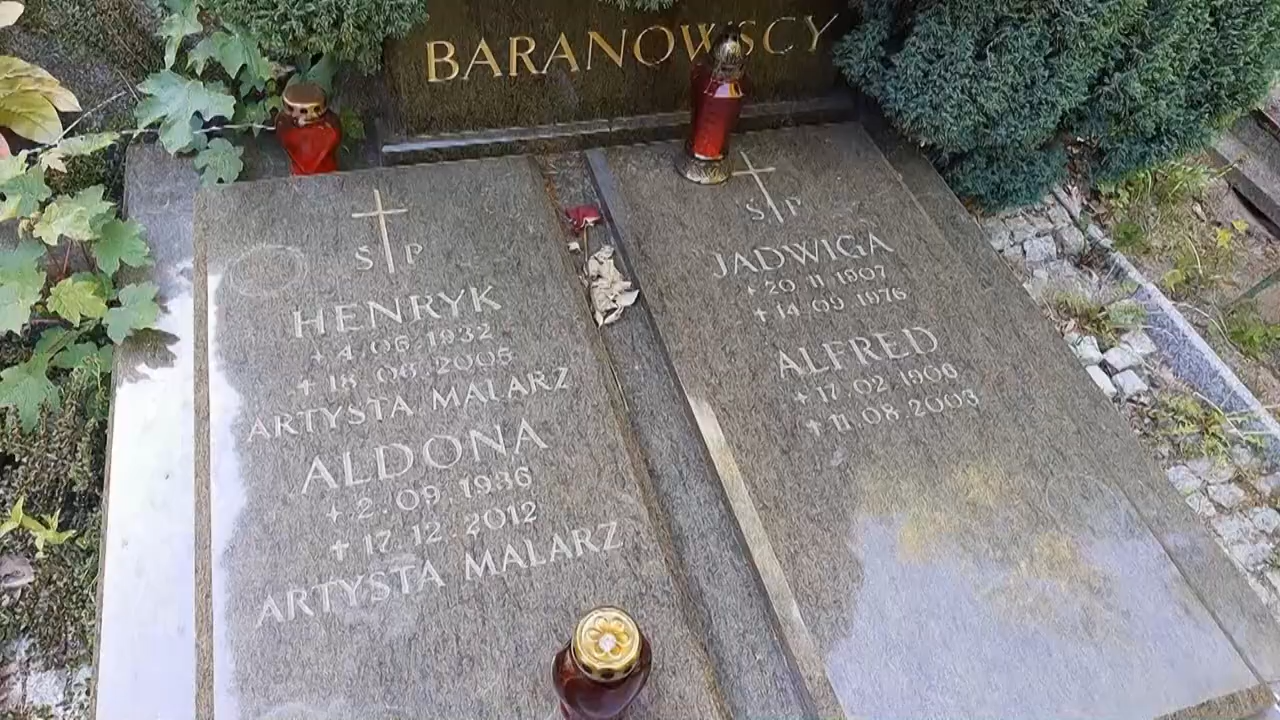 BARANOWSCY
Ś P
HENRYK
* 4.06.1932
✝ 18.06.2005
ARTYSTA MALARZ
ALDONA
* 2.09.1936
✝ 17.12.2012
ARTYSTA MALARZ
Ś P
JADWIGA
* 20.11.1907
✝ 14.09.1976
ALFRED
* 17.02.1906
✝ 11.08.2003